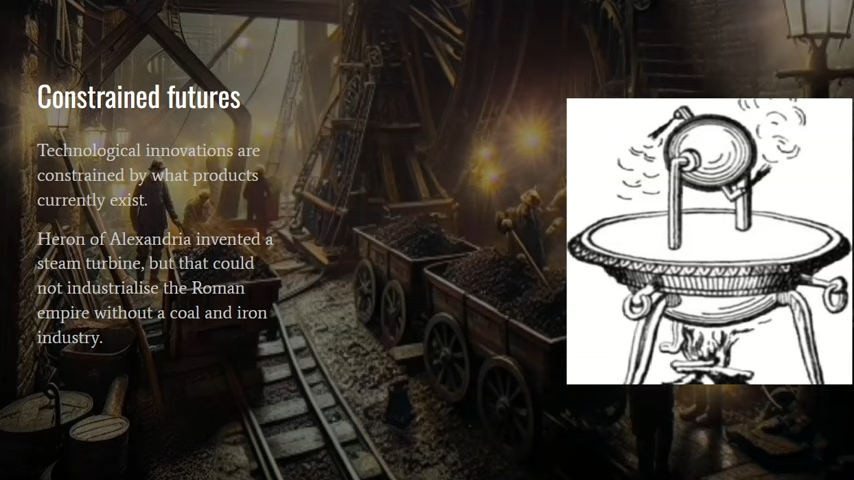 Constrained futures
Technological innovations are
constrained by what products
currently exist.
Heron of Alexandria invented a
steam turbine, but that could
not industrialise the Roman
empire without a coal and iron
industry.